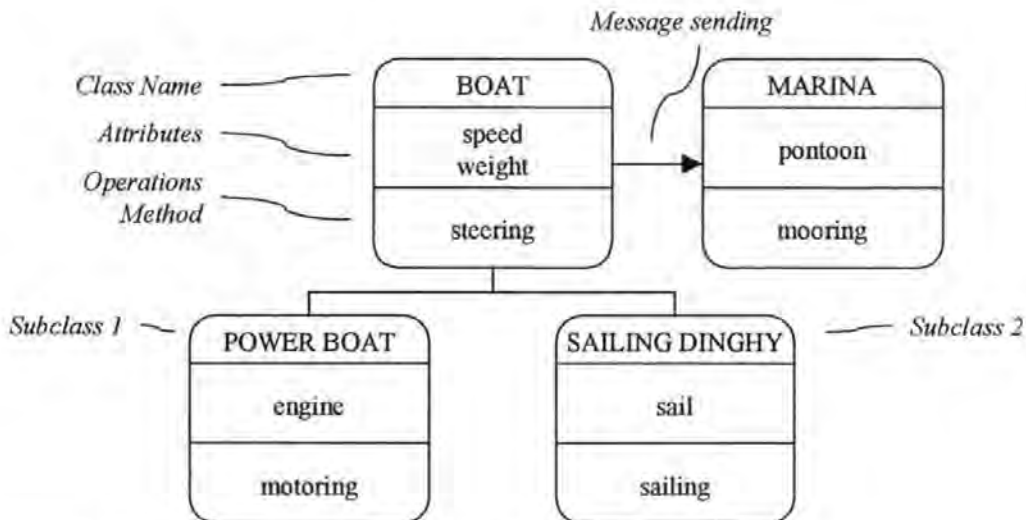 Message sending
Class Name
BOAT
MARINA
Attributes
speed
weight
pontoon
Operations
Method
steering
mooring
Subclass 1
Subclass 2
POWER BOAT
SAILING DINGHY
engine
sail
motoring
sailing